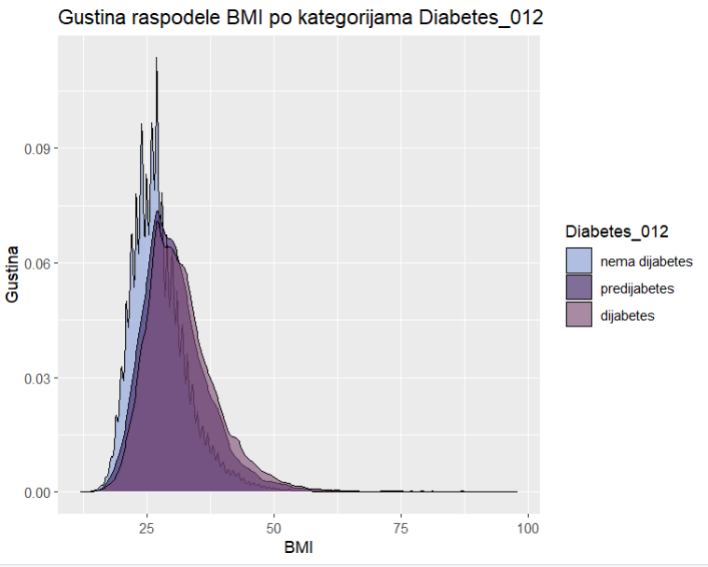 Gustina raspodele BMI po kategorijama Diabetes_012
Gustina
0.09
0.06
0.03
0.00
25 50 75 100
BMI
Diabetes_012
nema dijabetes
predijabetes
dijabetes